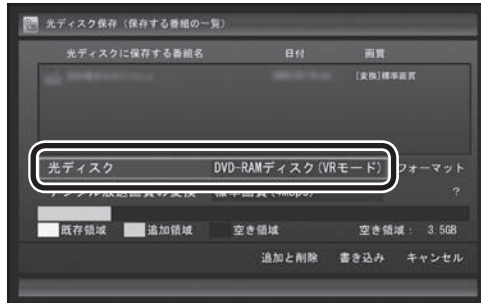 光ディスク保存（保存する番組の一覧）
光ディスクに保存する番組名 日付 画質
[変換]標準画質
光ディスク DVD-RAMディスク(VRモード) フォーマット
?
既存領域 追加領域 空き領域 空き領域： 3.5GB
追加と削除 書き込み キャンセル